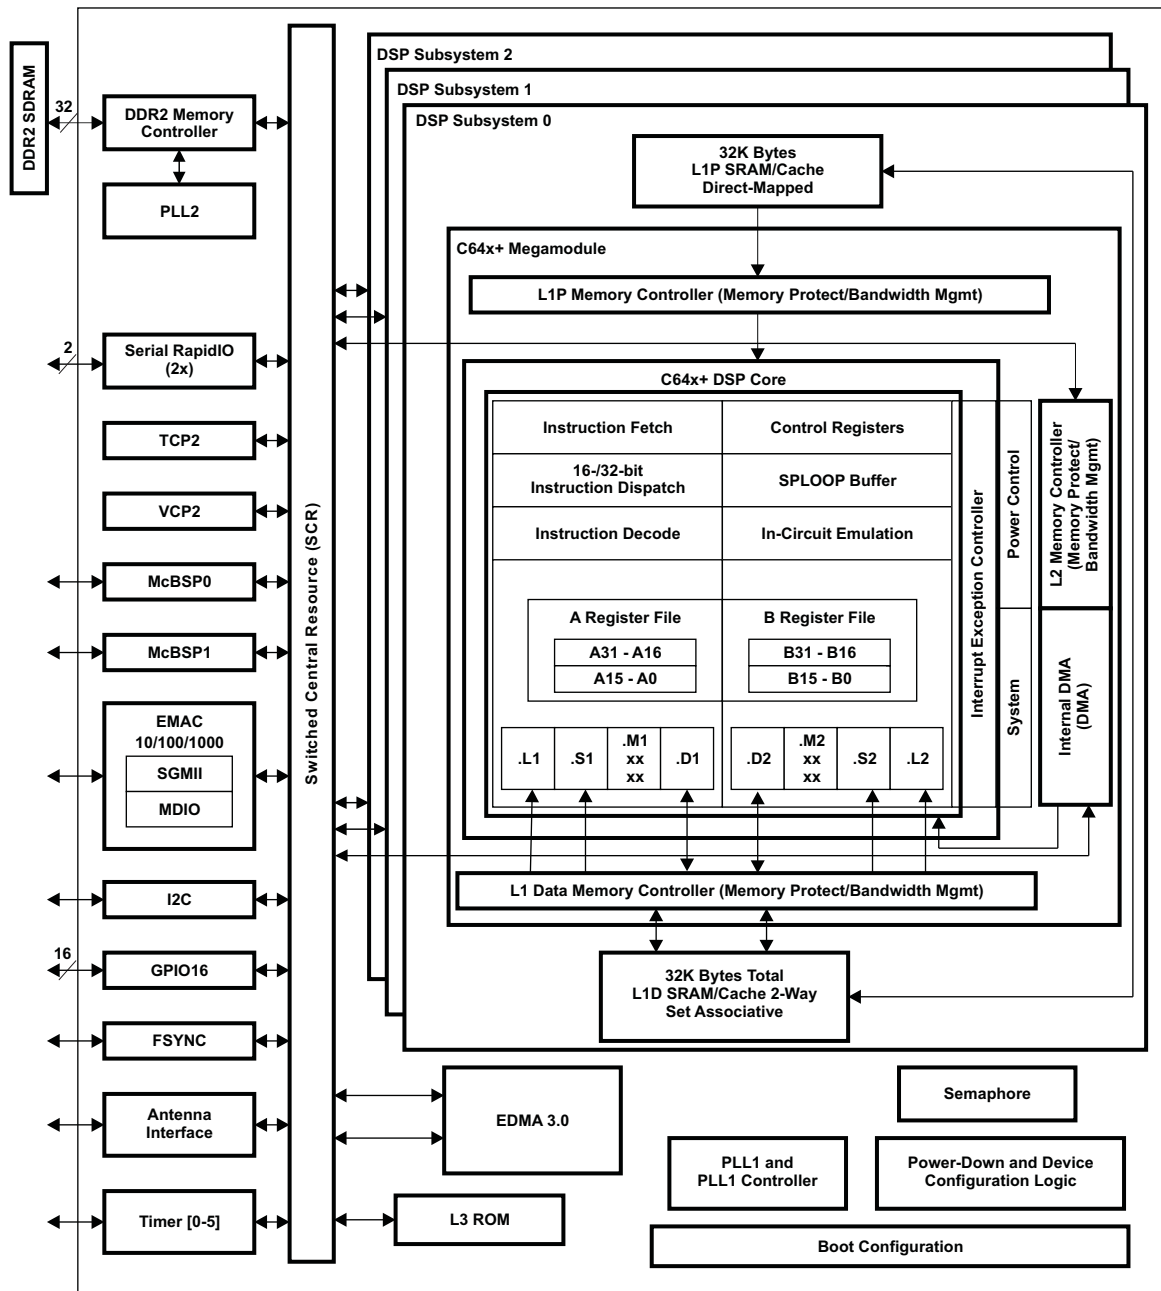 DDR2 SDRAM
32
DDR2 Memory
Controller
PLL2
2
Serial RapidIO
(2x)
TCP2
VCP2
McBSP0
McBSP1
EMAC
10/100/1000
SGMII
MDIO
I2C
16
GPIO16
FSYNC
Antenna
Interface
Timer [0-5]
Switched Central Resource (SCR)
DSP Subsystem 2
DSP Subsystem 1
DSP Subsystem 0
32K Bytes
L1P SRAM/Cache
Direct-Mapped
C64x+ Megamodule
L1P Memory Controller (Memory Protect/Bandwidth Mgmt)
C64x+ DSP Core
Instruction Fetch
Control Registers
16-/32-bit
Instruction Dispatch
SPLOOP Buffer
Instruction Decode
In-Circuit Emulation
A Register File
A31 - A16
A15 - A0
B Register File
B31 - B16
B15 - B0
.L1
.S1
.M1
xx
xx
.D1
.D2
.M2
xx
xx
.S2
.L2
Interrupt Exception Controller
Power Control
System
L2 Memory Controller
(Memory Protect/
Bandwidth Mgmt)
Internal DMA
(DMA)
L1 Data Memory Controller (Memory Protect/Bandwidth Mgmt)
32K Bytes Total
L1D SRAM/Cache 2-Way
Set Associative
EDMA 3.0
L3 ROM
Semaphore
PLL1 and
PLL1 Controller
Power-Down and Device
Configuration Logic
Boot Configuration